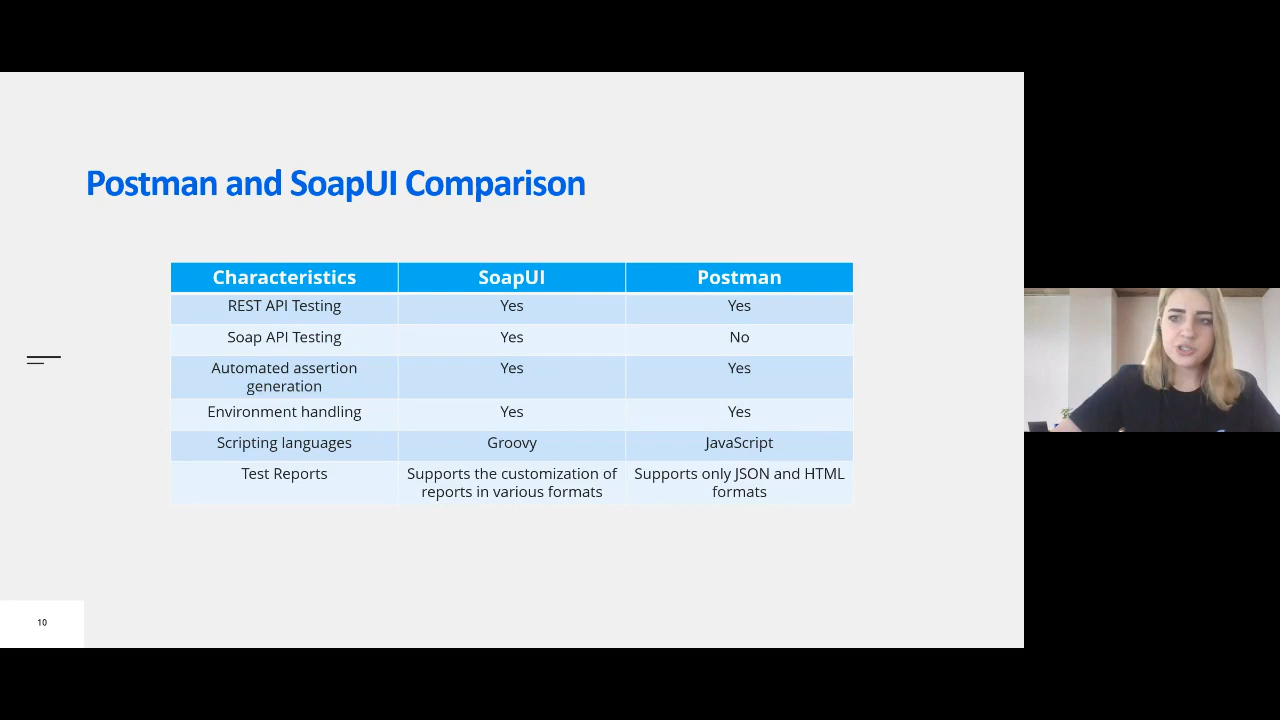 Postman and SoapUI Comparison
Characteristics SoapUI Postman
REST API Testing Yes Yes
Soap API Testing Yes No
Automated assertion
generation Yes Yes
Environment handling Yes Yes
Scripting languages Groovy JavaScript
Test Reports Supports the customization of Supports only JSON and HTML
reports in various formats formats
10